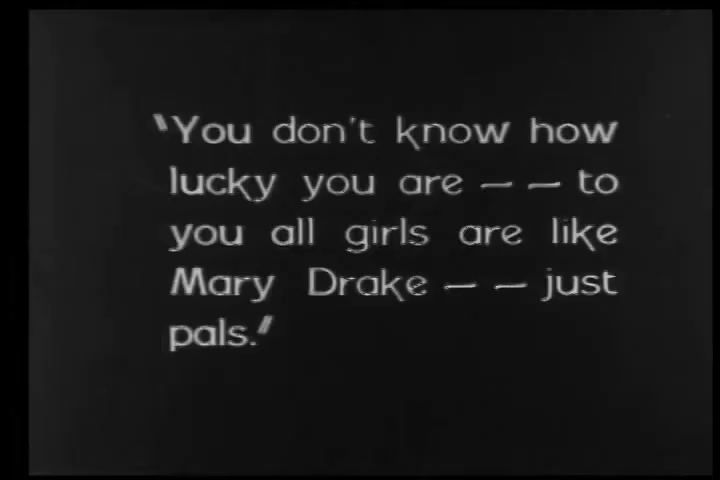 "You don't know how
lucky you are — — to
you all girls are like
Mary Drake — — just
pals."